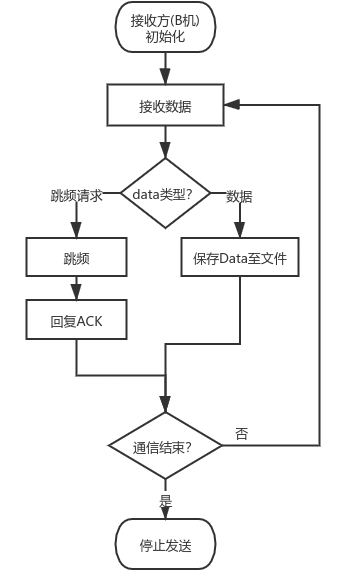 接收方(B机)
初始化
接收数据
data类型?
跳频请求
数据
跳频
保存Data至文件
回复ACK
通信结束?
否
是
停止发送